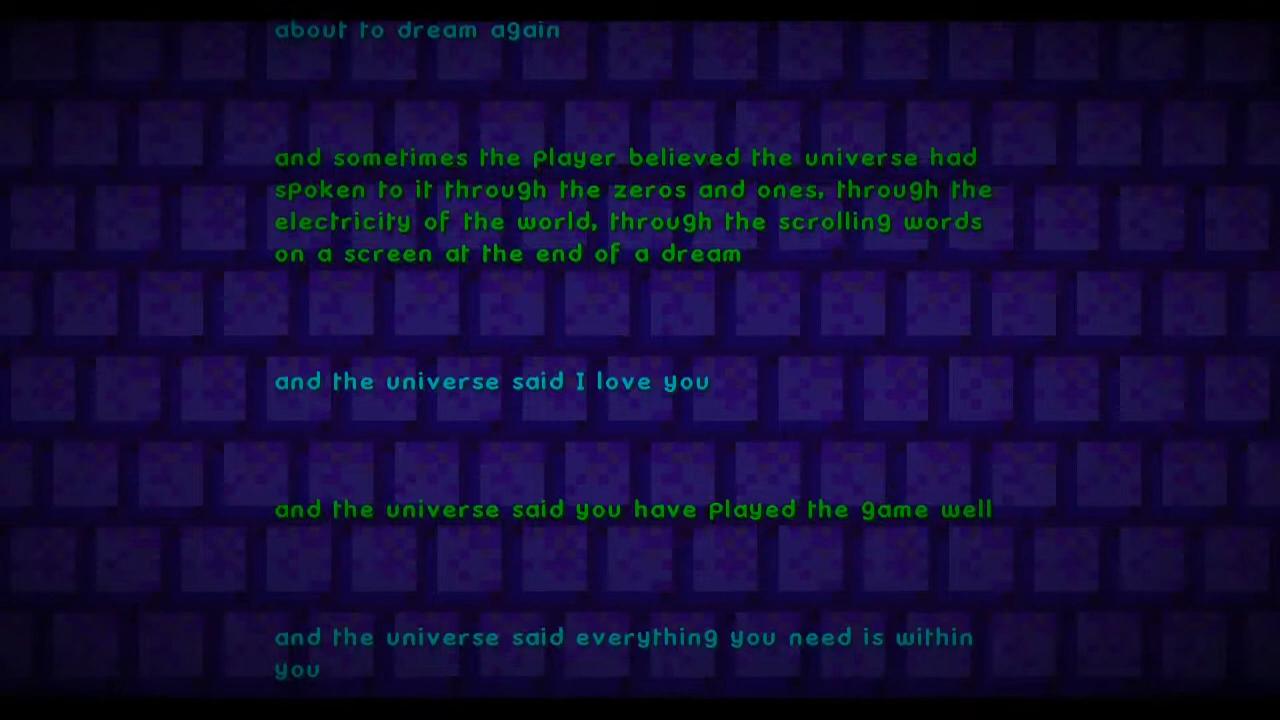 about to dream again
and sometimes the player believed the universe had
spoken to it through the zeros and ones, through the
electricity of the world, through the scrolling words
on a screen at the end of a dream
and the universe said I love you
and the universe said you have played the game well
and the universe said everything you need is within
you